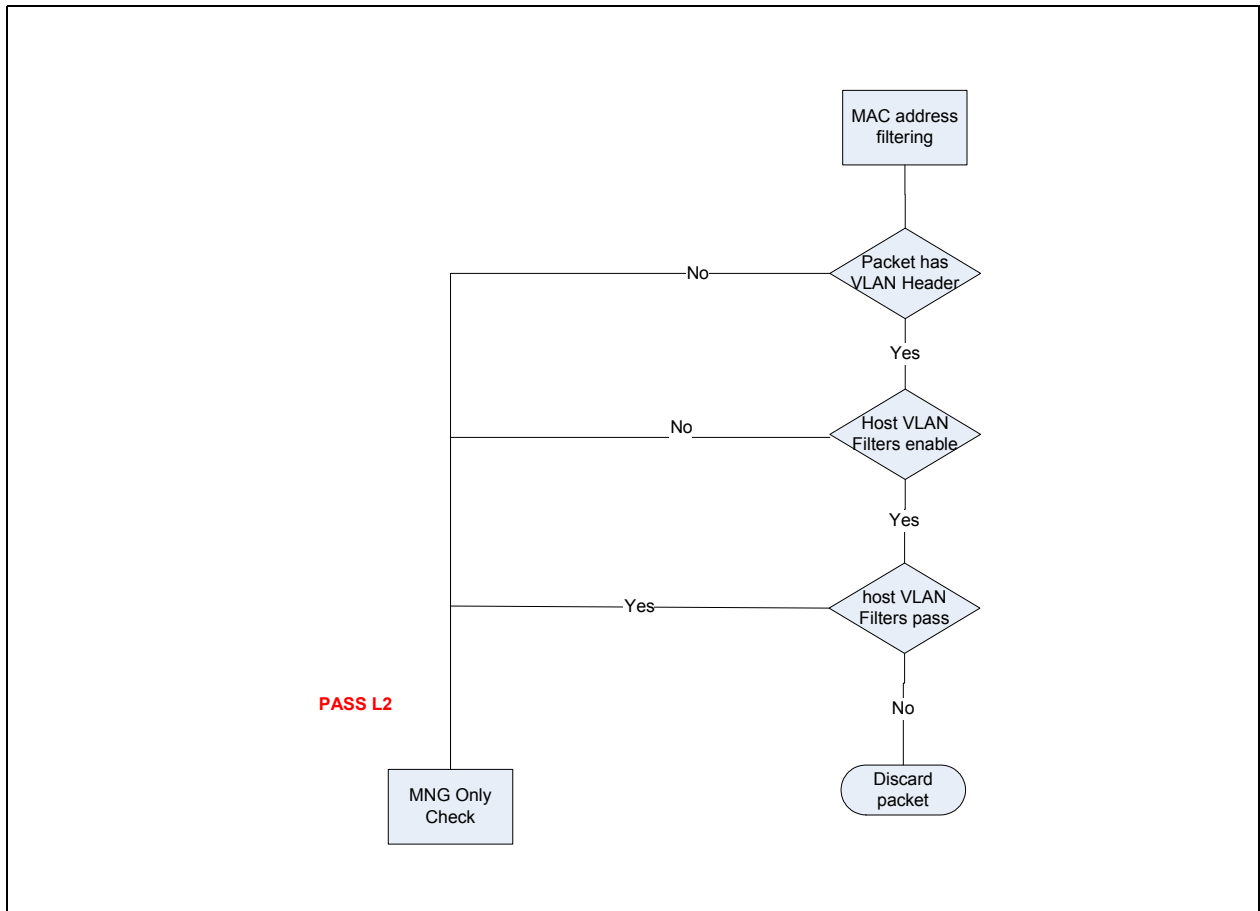 MAC address
filtering
Packet has
VLAN Header
No
Yes
Host VLAN
Filters enable
No
Yes
host VLAN
Filters pass
Yes
PASS L2
No
MNG Only
Check
Discard
packet